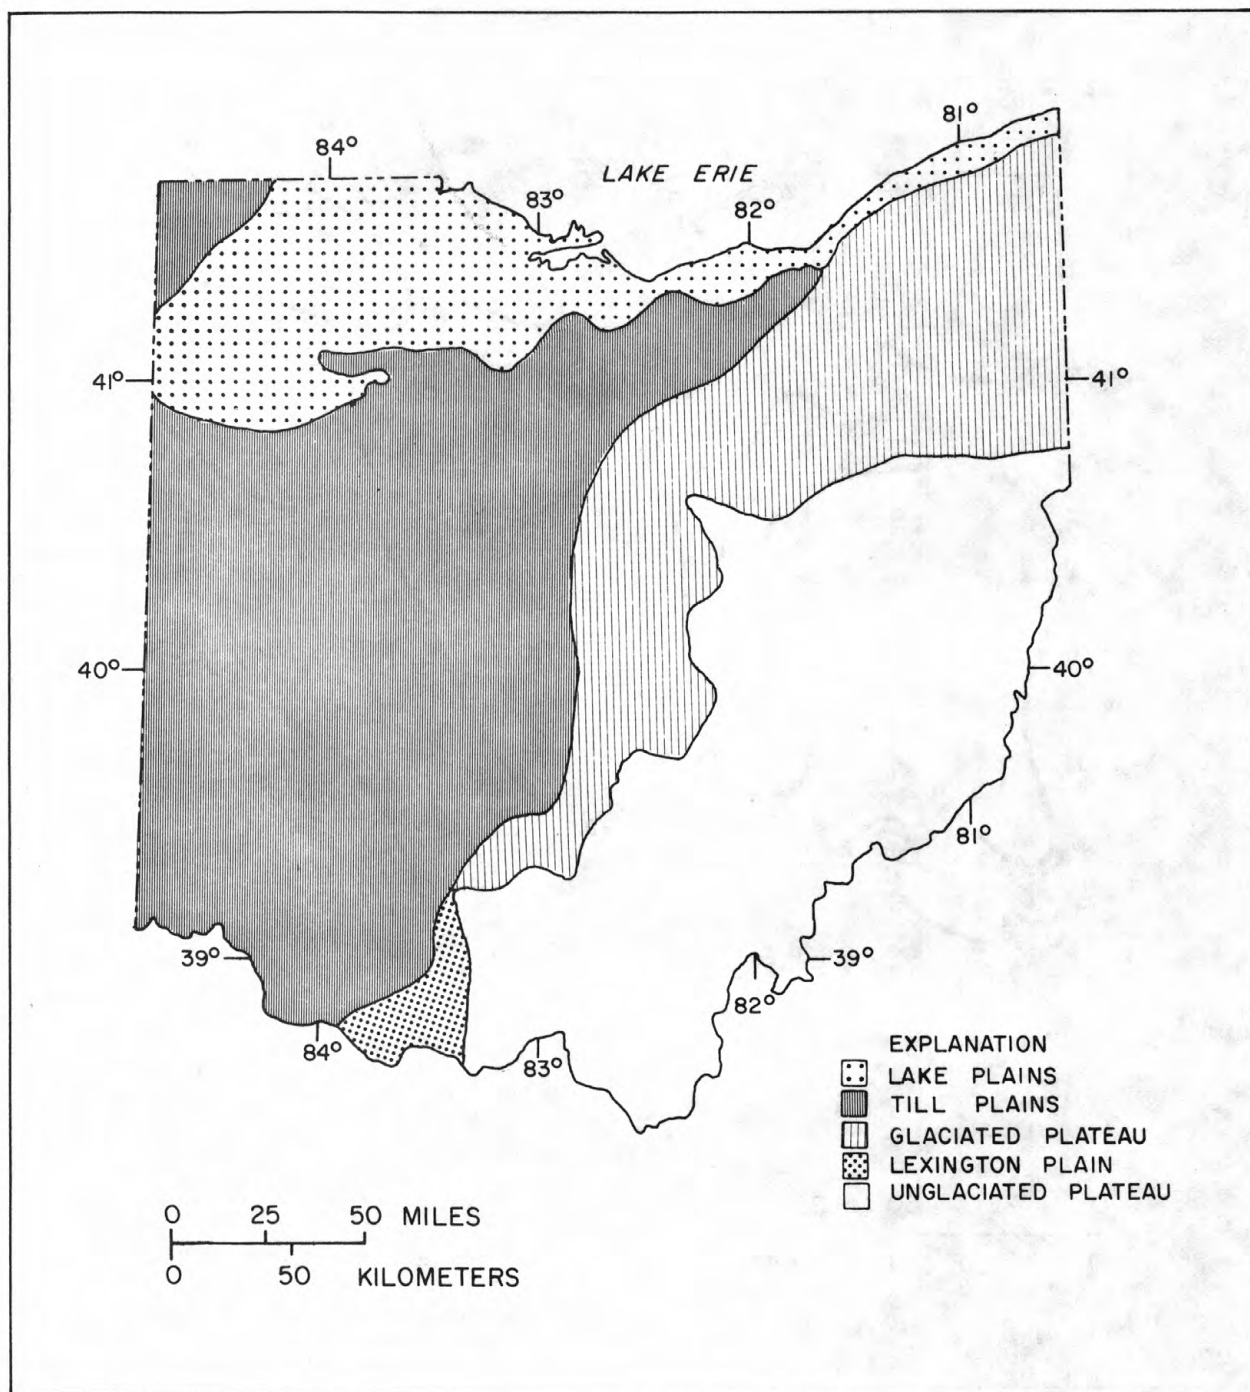 81°
84°
LAKE ERIE
83°
82°
41°
41°
40°
40°
81°
39°
39°
82°
84°
83°
EXPLANATION
LAKE PLAINS
TILL PLAINS
GLACIATED PLATEAU
LEXINGTON PLAIN
UNGLACIATED PLATEAU
0 25 50 MILES
0 50 KILOMETERS